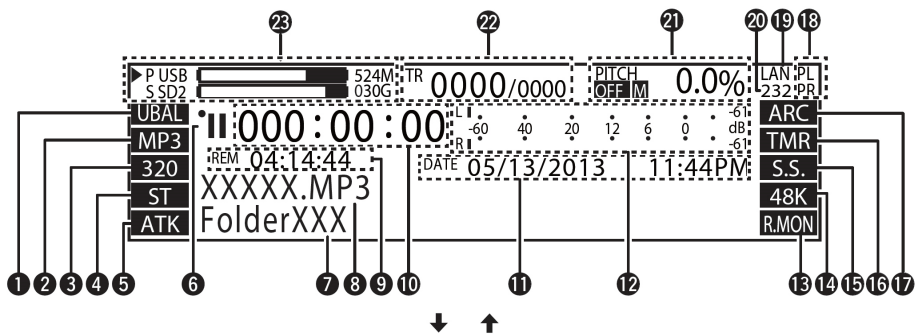 23 22 21 20 19 18
P USB 524M TR 0000/0000 PITCH OFF M 0.0% LAN PL
S SD2 030G 232 PR
UBAL 000:00:00 L -60 40 20 12 6 0 -61 dB ARC
MP3 R -61 TMR
320 REM 04:14:44 DATE 05/13/2013 11:44PM S.S.
ST XXXXX.MP3 48K
ATK FolderXXX R.MON
1 2 3 4 5 6 7 8 9 10 11 12 13 14 15 16 17
↓ ↑